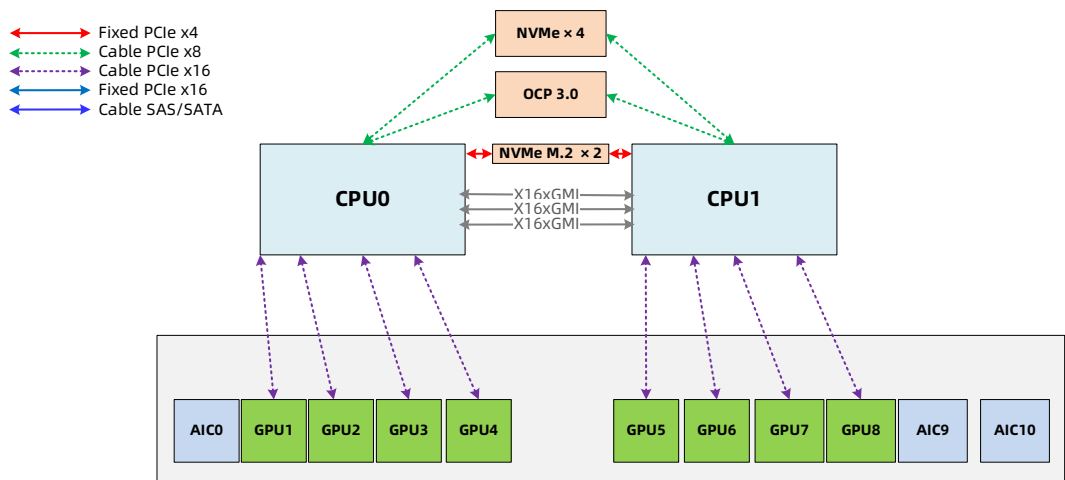 Fixed PCIe x4
Cable PCIe x8
Cable PCIe x16
Fixed PCIe x16
Cable SAS/SATA
NVMe × 4
OCP 3.0
NVMe M.2 × 2
CPU0
CPU1
X16xGMI
X16xGMI
X16xGMI
AIC0
GPU1
GPU2
GPU3
GPU4
GPU5
GPU6
GPU7
GPU8
AIC9
AIC10